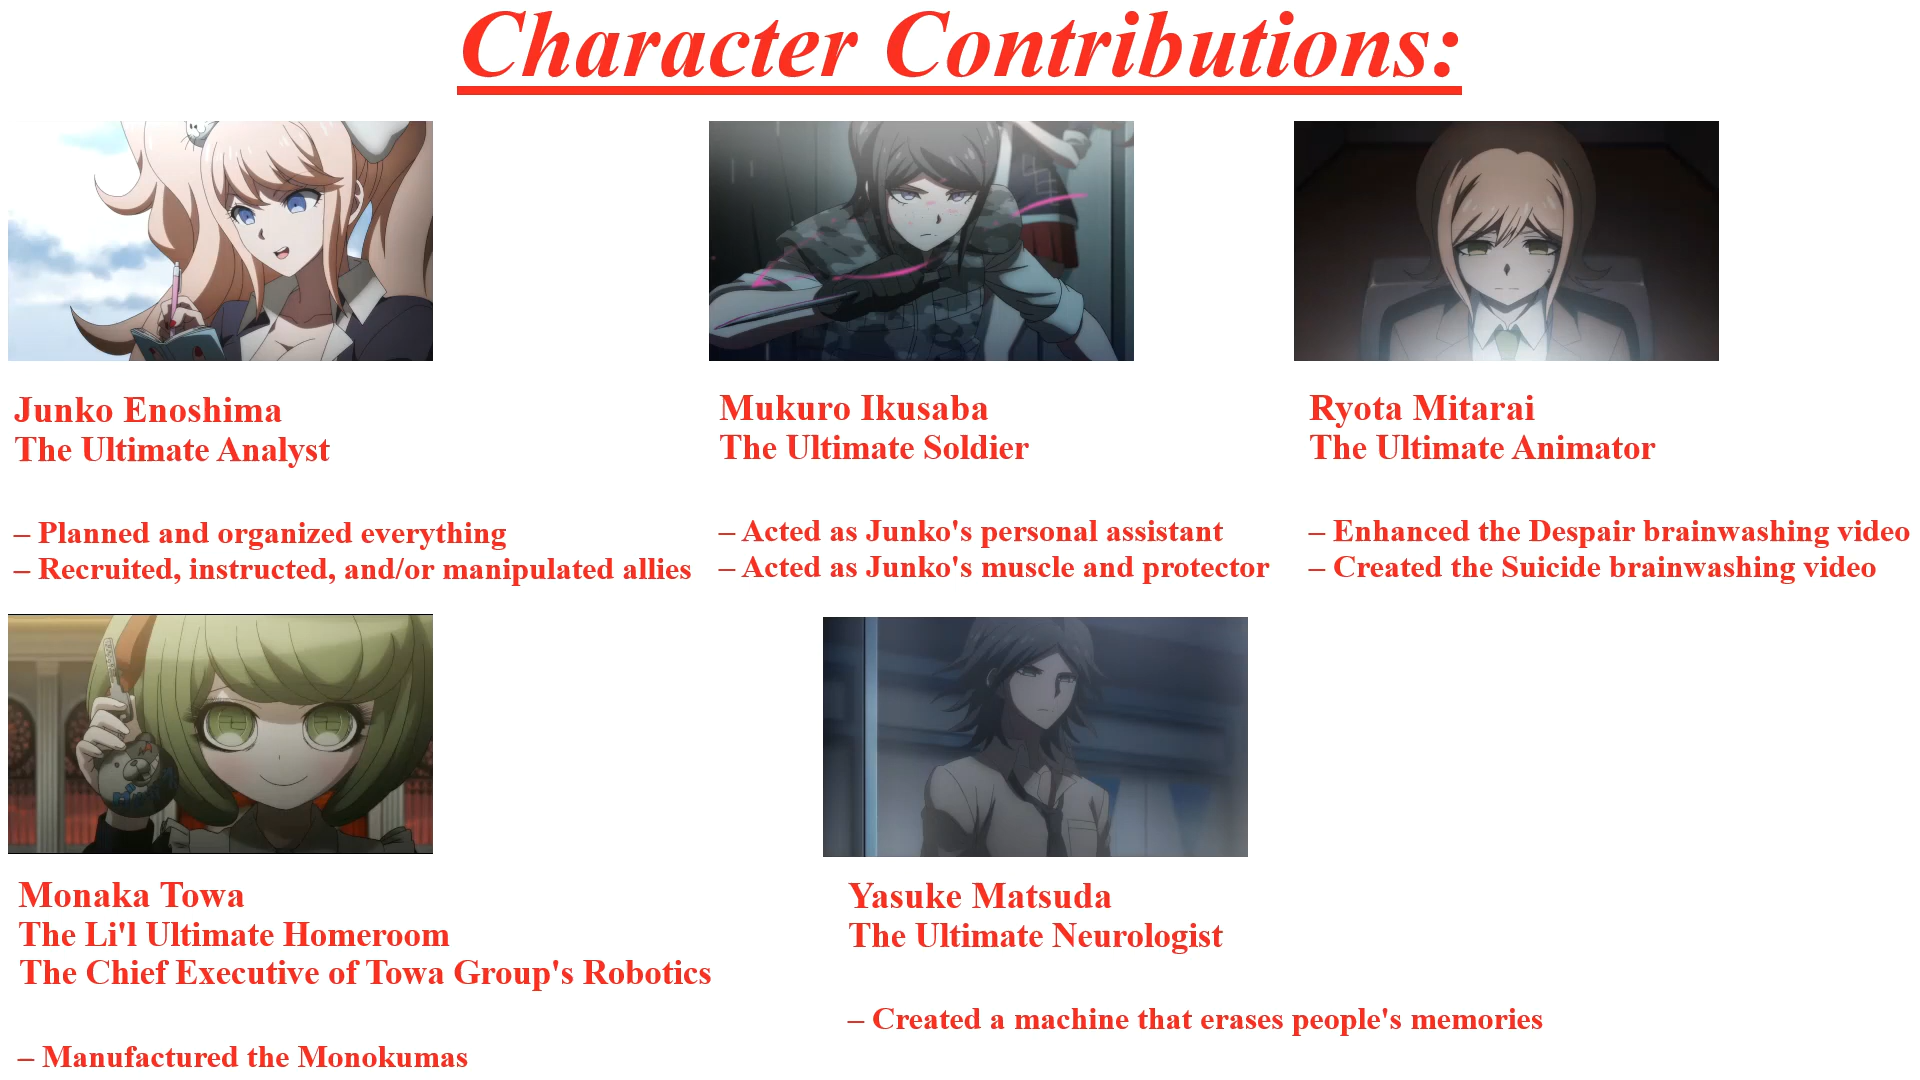 Character Contributions:
Junko Enoshima
The Ultimate Analyst
– Planned and organized everything
– Recruited, instructed, and/or manipulated allies
Mukuro Ikusaba
The Ultimate Soldier
– Acted as Junko's personal assistant
– Acted as Junko's muscle and protector
Ryota Mitarai
The Ultimate Animator
– Enhanced the Despair brainwashing video
– Created the Suicide brainwashing video
Monaka Towa
The Li'l Ultimate Homeroom
The Chief Executive of Towa Group's Robotics
– Manufactured the Monokumas
Yasuke Matsuda
The Ultimate Neurologist
– Created a machine that erases people's memories